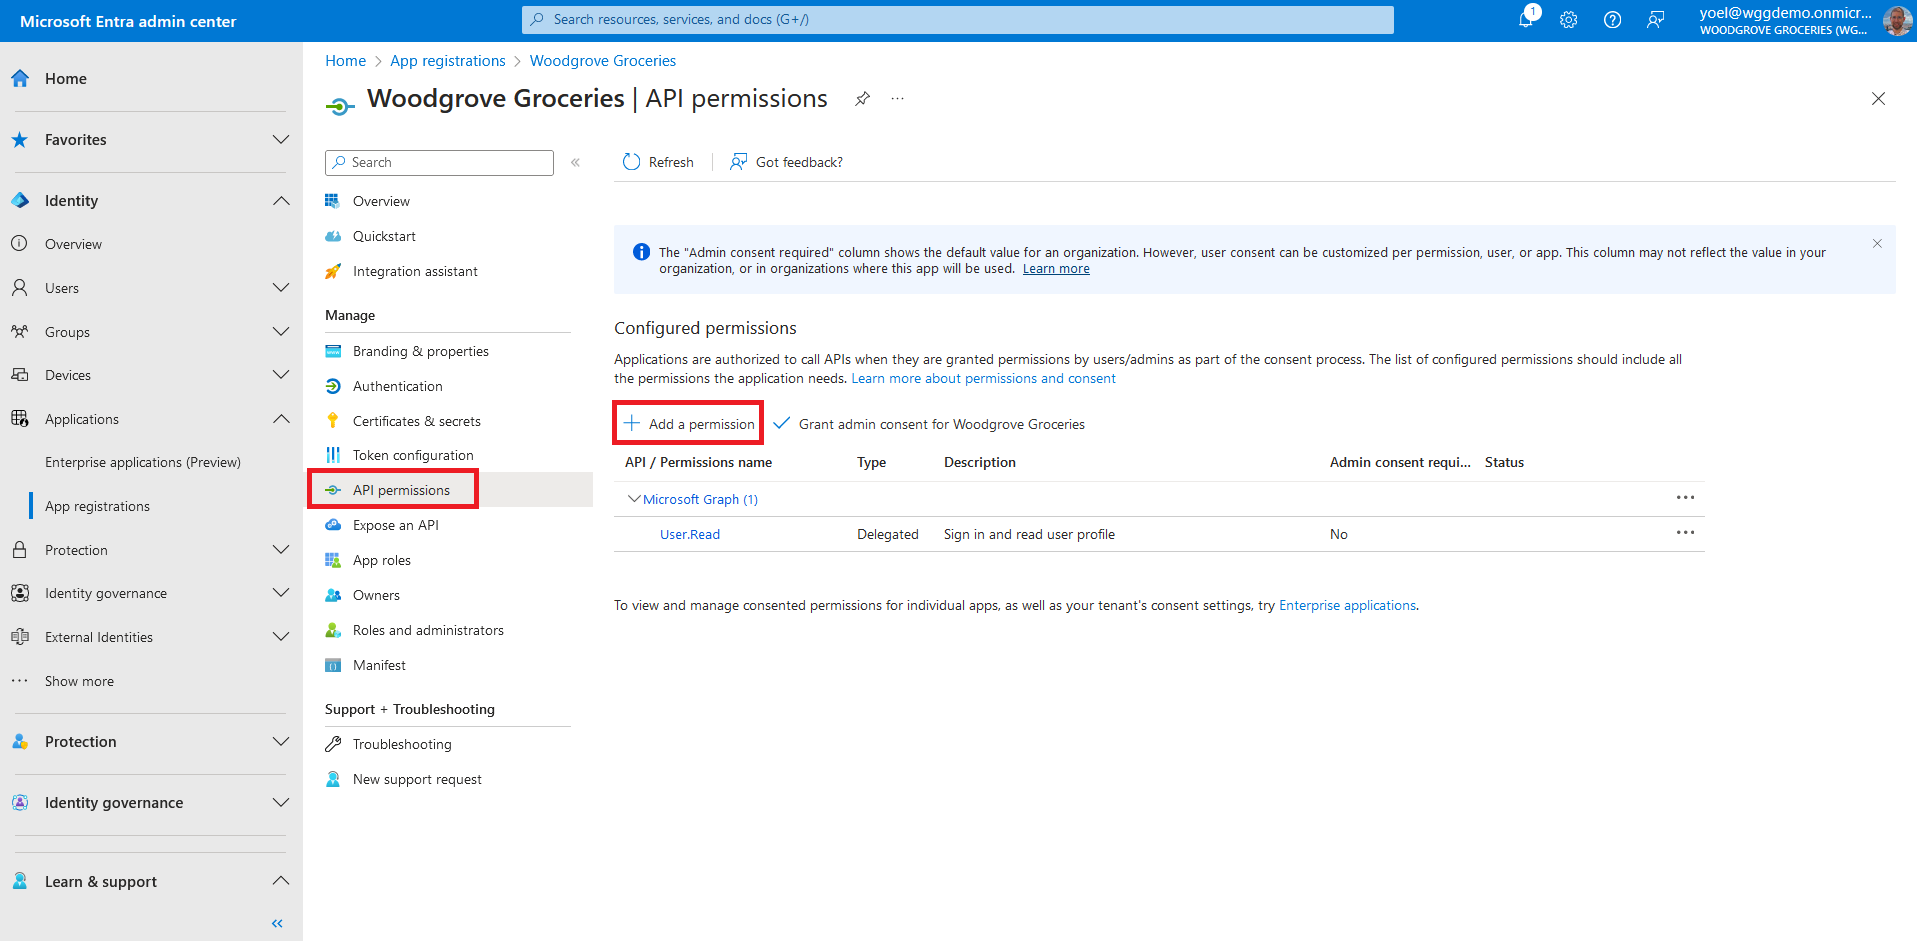 Microsoft Entra admin center
Search resources, services, and docs (G+/)
1
yoel@wggdemo.onmicr...
WOODGROVE GROCERIES (WG...
Home
Favorites
Identity
Overview
Users
Groups
Devices
Applications
Enterprise applications (Preview)
App registrations
Protection
Identity governance
External Identities
Show more
Protection
Identity governance
Learn & support
Home > App registrations > Woodgrove Groceries
Woodgrove Groceries | API permissions
Search
Overview
Quickstart
Integration assistant
Manage
Branding & properties
Authentication
Certificates & secrets
Token configuration
API permissions
Expose an API
App roles
Owners
Roles and administrators
Manifest
Support + Troubleshooting
Troubleshooting
New support request
Refresh
Got feedback?
The "Admin consent required" column shows the default value for an organization. However, user consent can be customized per permission, user, or app. This column may not reflect the value in your
organization, or in organizations where this app will be used. Learn more
Configured permissions
Applications are authorized to call APIs when they are granted permissions by users/admins as part of the consent process. The list of configured permissions should include all
the permissions the application needs. Learn more about permissions and consent
Add a permission
Grant admin consent for Woodgrove Groceries
API / Permissions name Type Description Admin consent requi... Status
Microsoft Graph (1)
User.Read Delegated Sign in and read user profile No
To view and manage consented permissions for individual apps, as well as your tenant's consent settings, try Enterprise applications.